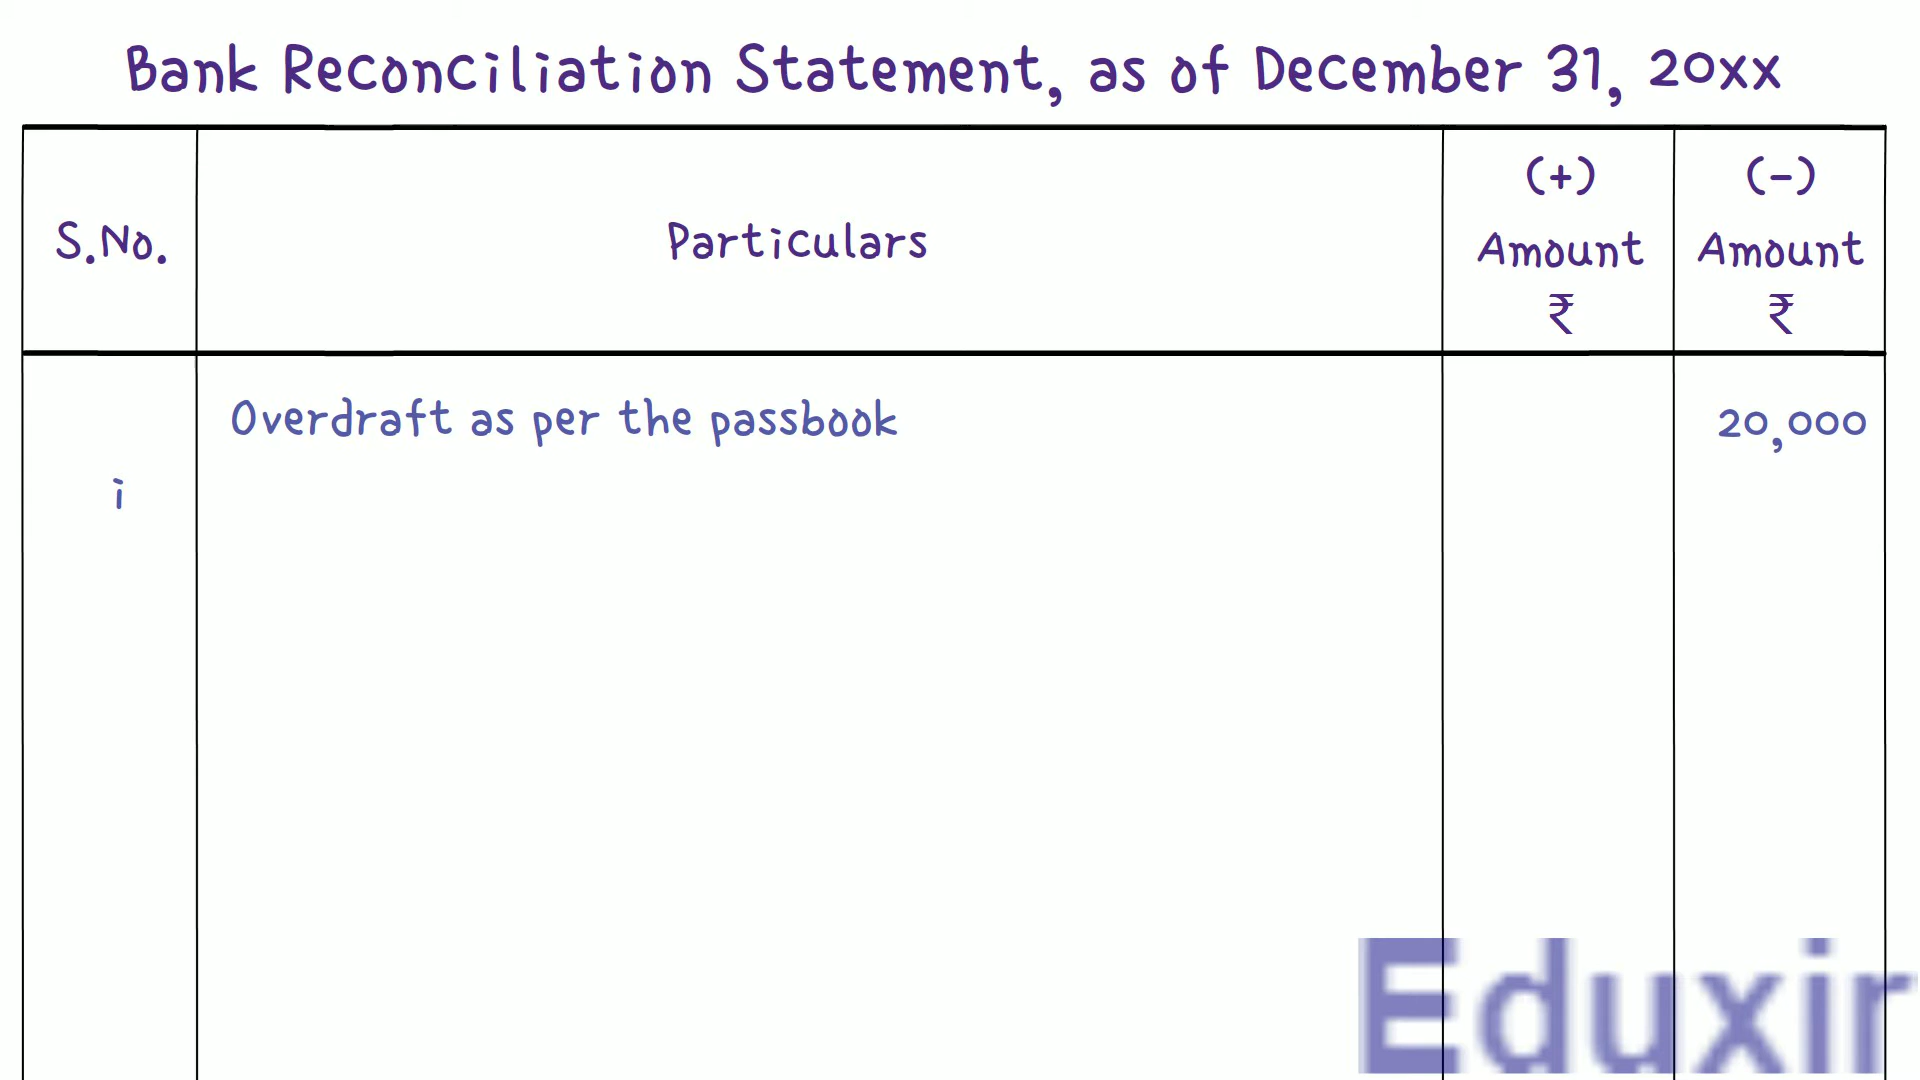 Bank Reconciliation Statement, as of December 31, 20xx
S.No. Particulars (+) Amount ₹ (-) Amount ₹
Overdraft as per the passbook 20,000
i
Eduxir